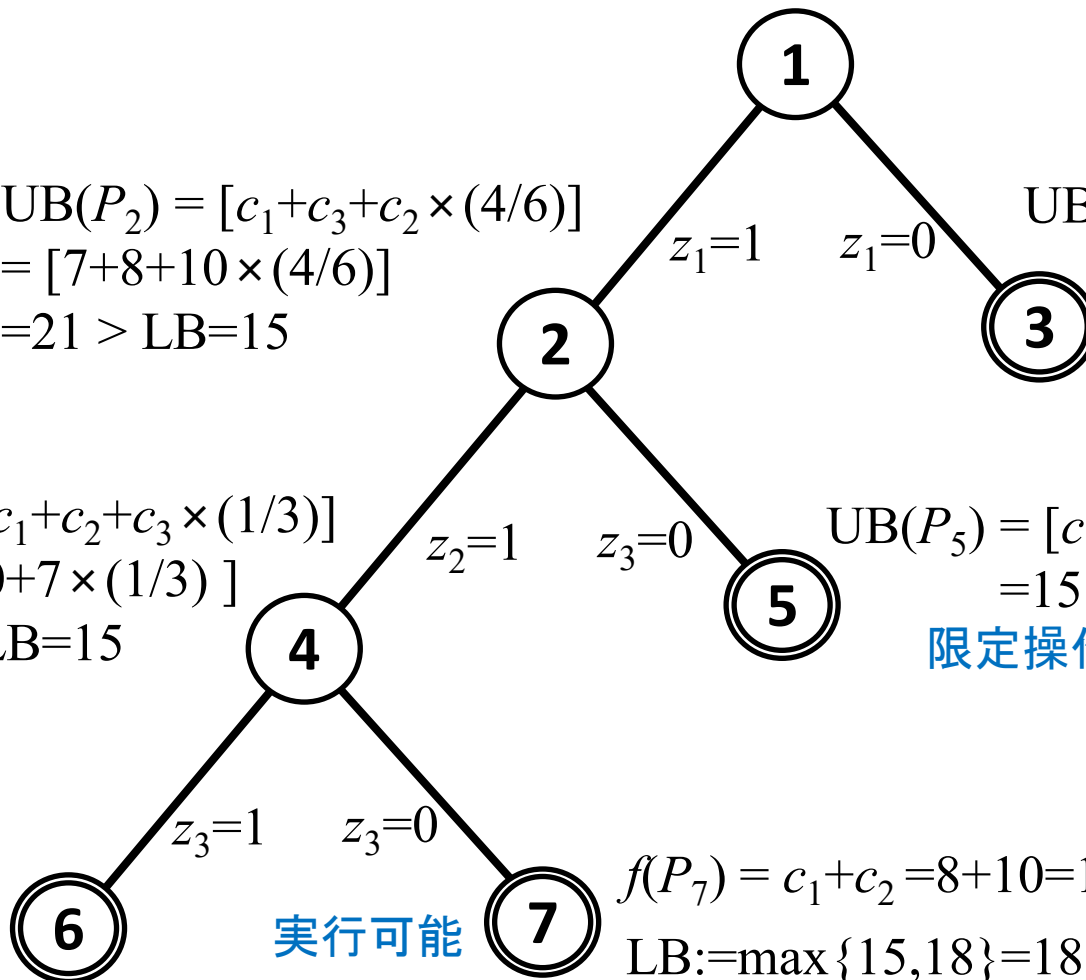 1
UB(P₂) = [c₁+c₃+c₂×(4/6)]
= [7+8+10×(4/6)]
=21 > LB=15
UB
z₁=1
z₁=0
2
3
c₁+c₂+c₃×(1/3)]
+7×(1/3) ]
B=15
z₂=1
z₃=0
UB(P₅) = [c
=15
限定操
4
5
z₃=1
z₃=0
f(P₇) = c₁+c₂ =8+10=1
LB:=max{15,18}=18
6
実行可能
7